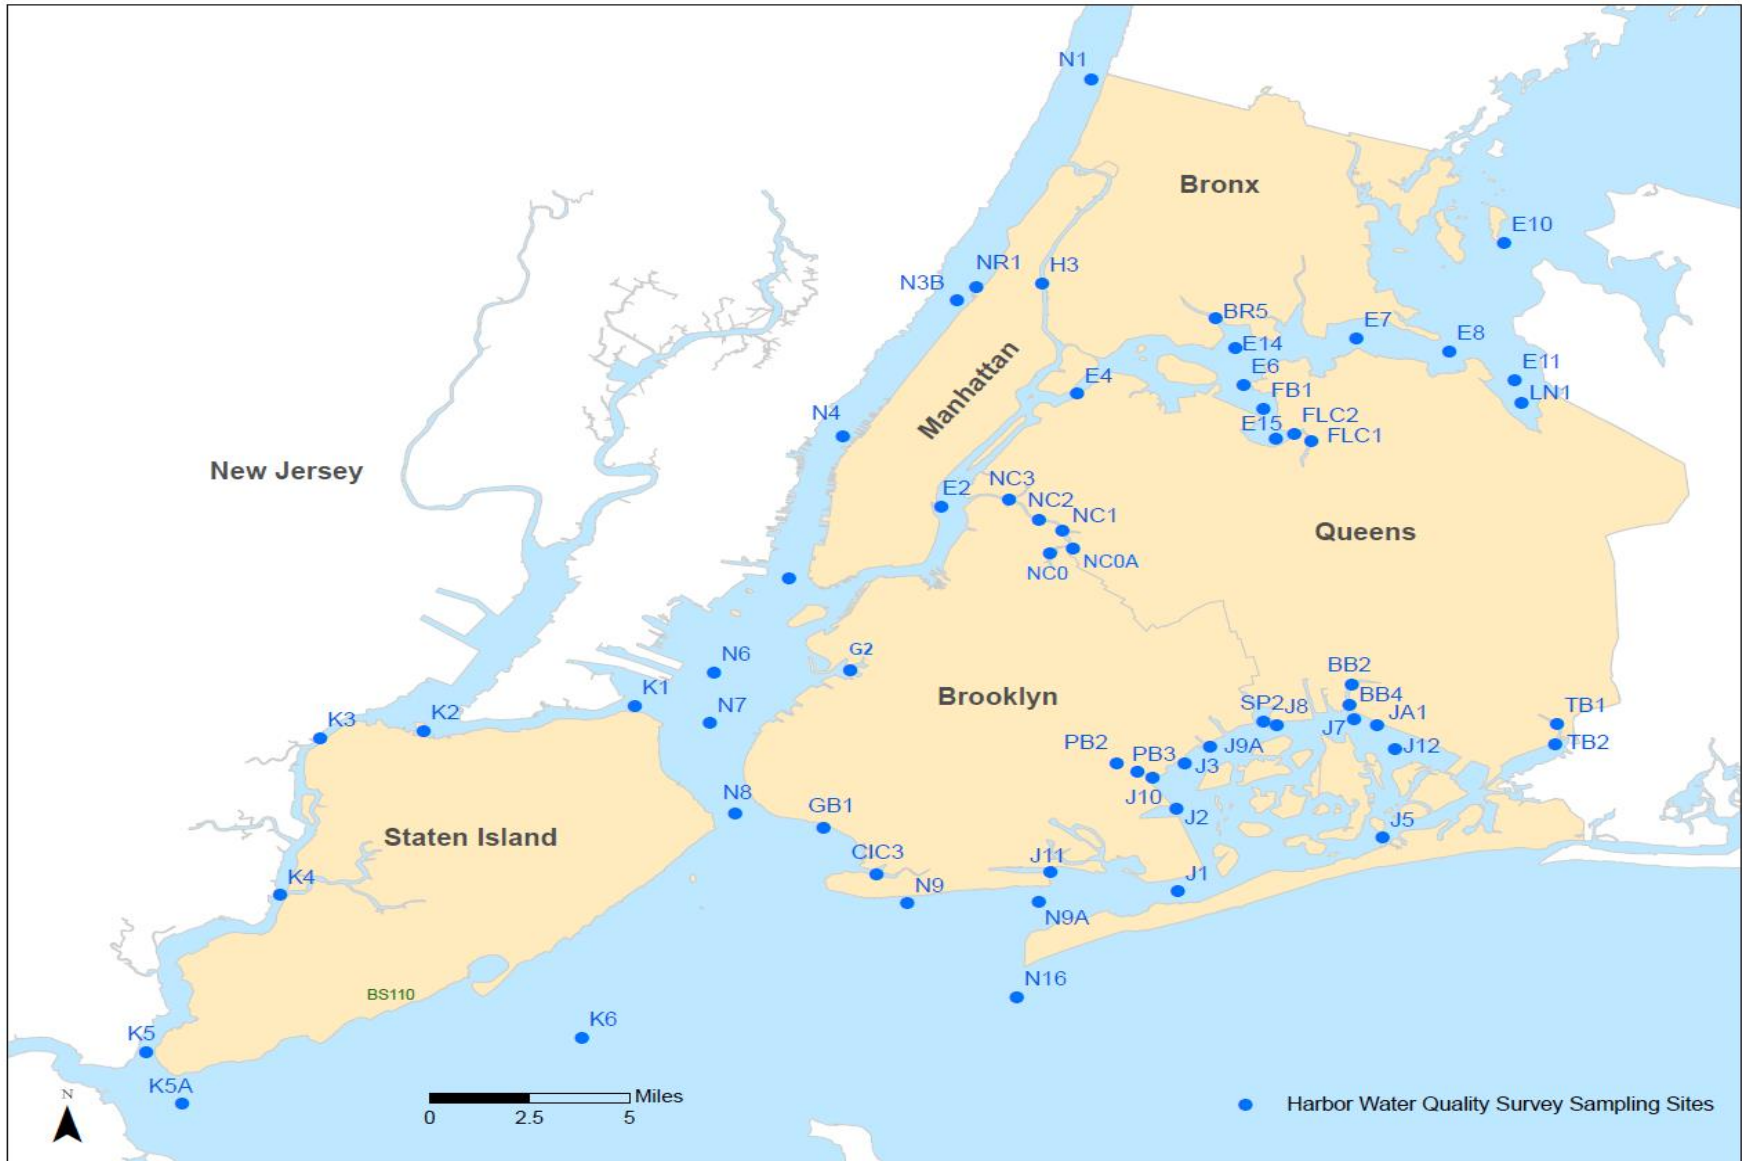 N1
Bronx
E10
NR1
H3
N3B
BR5
E7
E8
E14
E6
E11
E4
FB1
LN1
Manhattan
N4
FLC2
E15
FLC1
New Jersey
NC3
E2
NC2
NC1
Queens
NC0
NC0A
N6
G2
BB2
K1
Brooklyn
BB4
N7
SP2
J8
JA1
TB1
K3
K2
J7
PB2
J9A
J12
TB2
PB3
J3
N8
J10
GB1
J2
J5
Staten Island
CIC3
J11
K4
N9
J1
N9A
BS110
N16
K5
K6
K5A
N
Miles
0
2.5
5
Harbor Water Quality Survey Sampling Sites